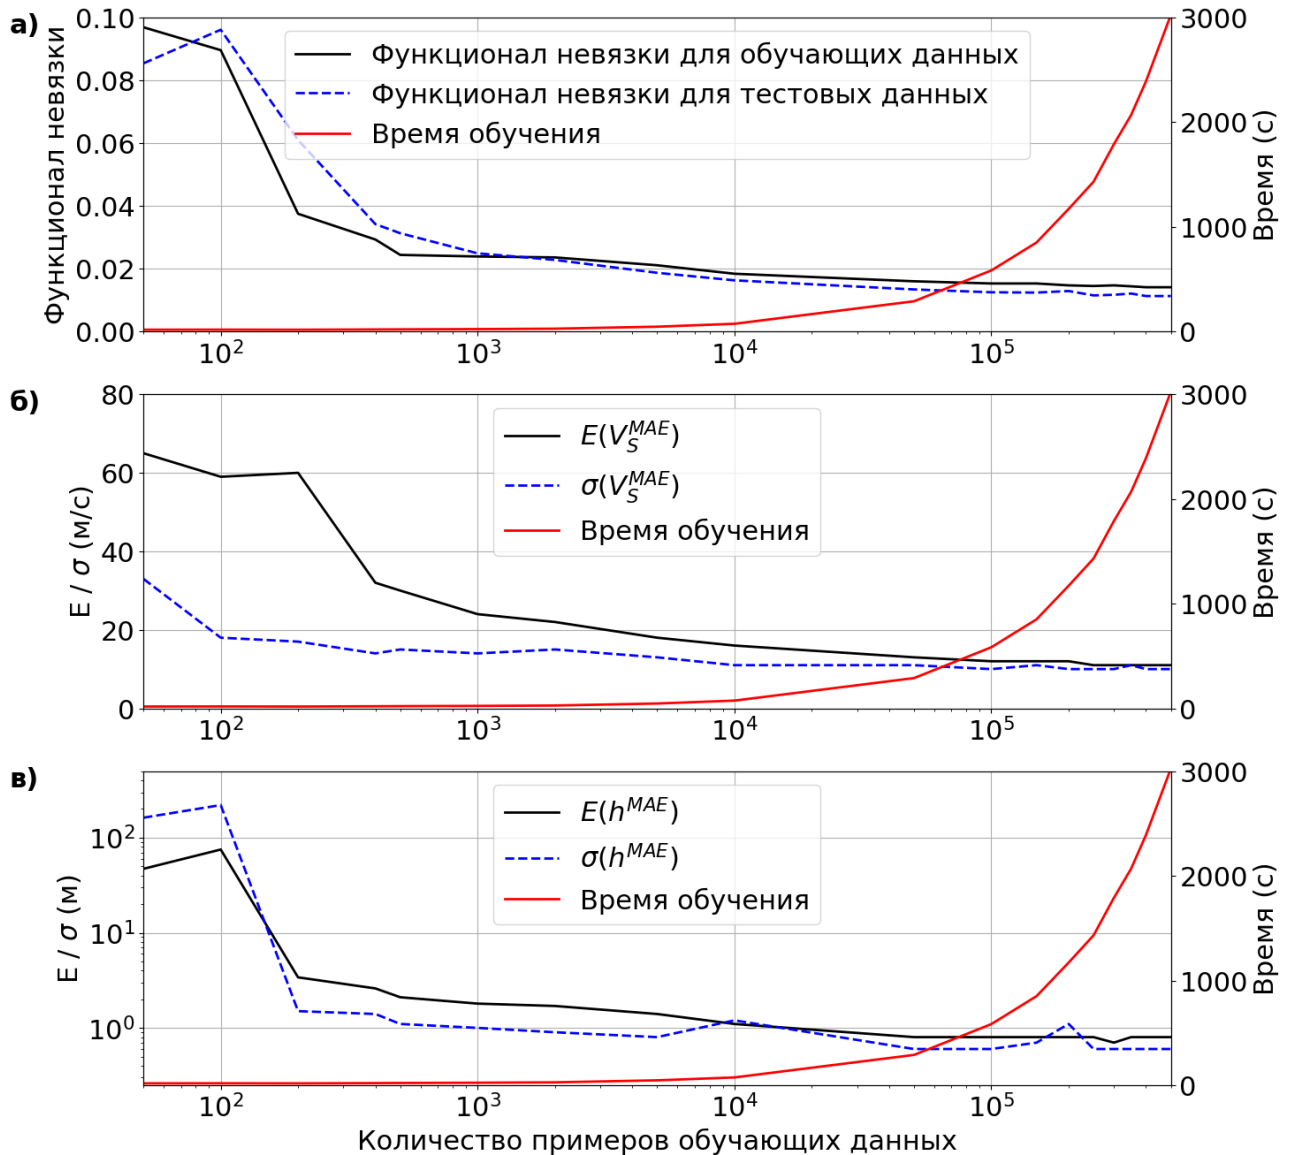 а)
Функционал невязки
0.10
0.08
0.06
0.04
0.02
0.00
Функционал невязки для обучающих данных
Функционал невязки для тестовых данных
Время обучения
3000
2000
1000
0
Время (с)
10²
10³
10⁴
10⁵
б)
E / σ (м/с)
80
60
40
20
0
E(V_S^{MAE})
σ(V_S^{MAE})
Время обучения
3000
2000
1000
0
Время (с)
10²
10³
10⁴
10⁵
в)
E / σ (м)
10²
10¹
10⁰
E(h^{MAE})
σ(h^{MAE})
Время обучения
3000
2000
1000
0
Время (с)
10²
10³
10⁴
10⁵
Количество примеров обучающих данных